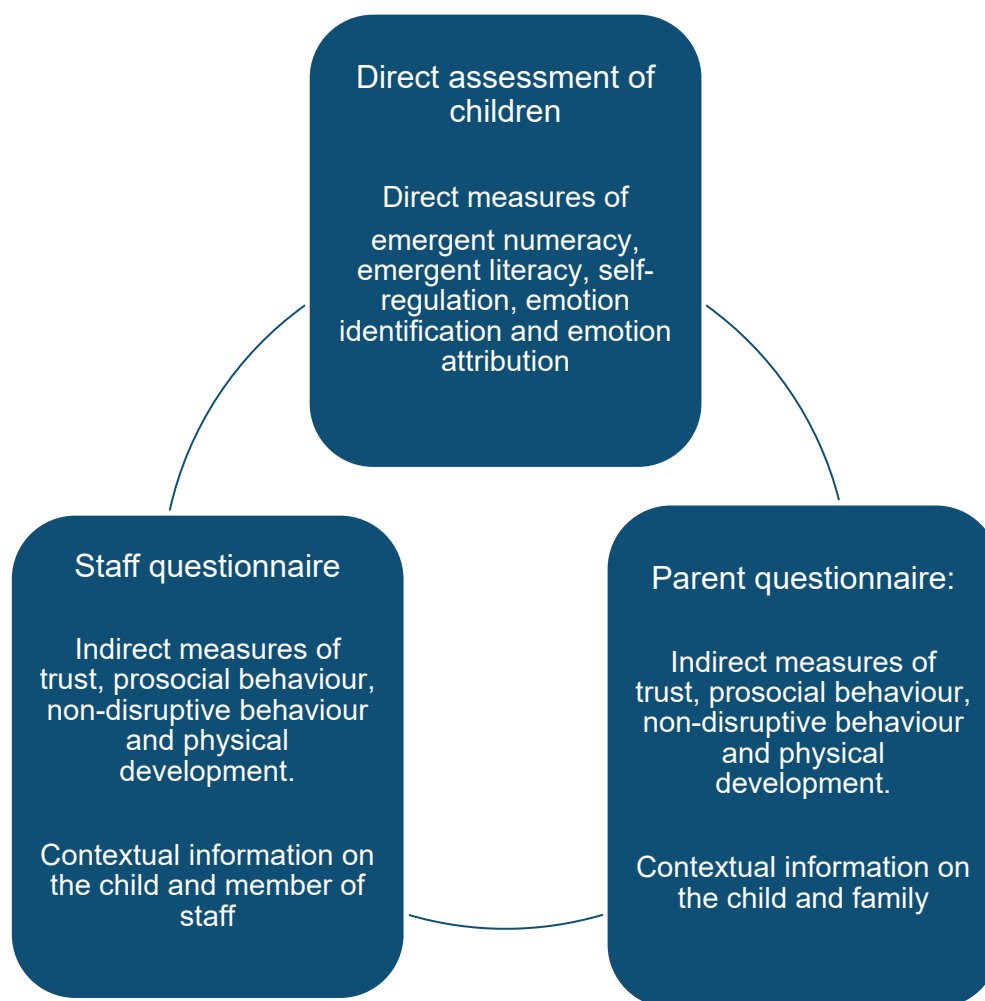 Direct assessment of
children
Direct measures of
emergent numeracy,
emergent literacy, self-
regulation, emotion
identification and emotion
attribution
Staff questionnaire
Indirect measures of
trust, prosocial behaviour,
non-disruptive behaviour
and physical
development.
Contextual information on
the child and member of
staff
Parent questionnaire:
Indirect measures of
trust, prosocial behaviour,
non-disruptive behaviour
and physical
development.
Contextual information on
the child and family